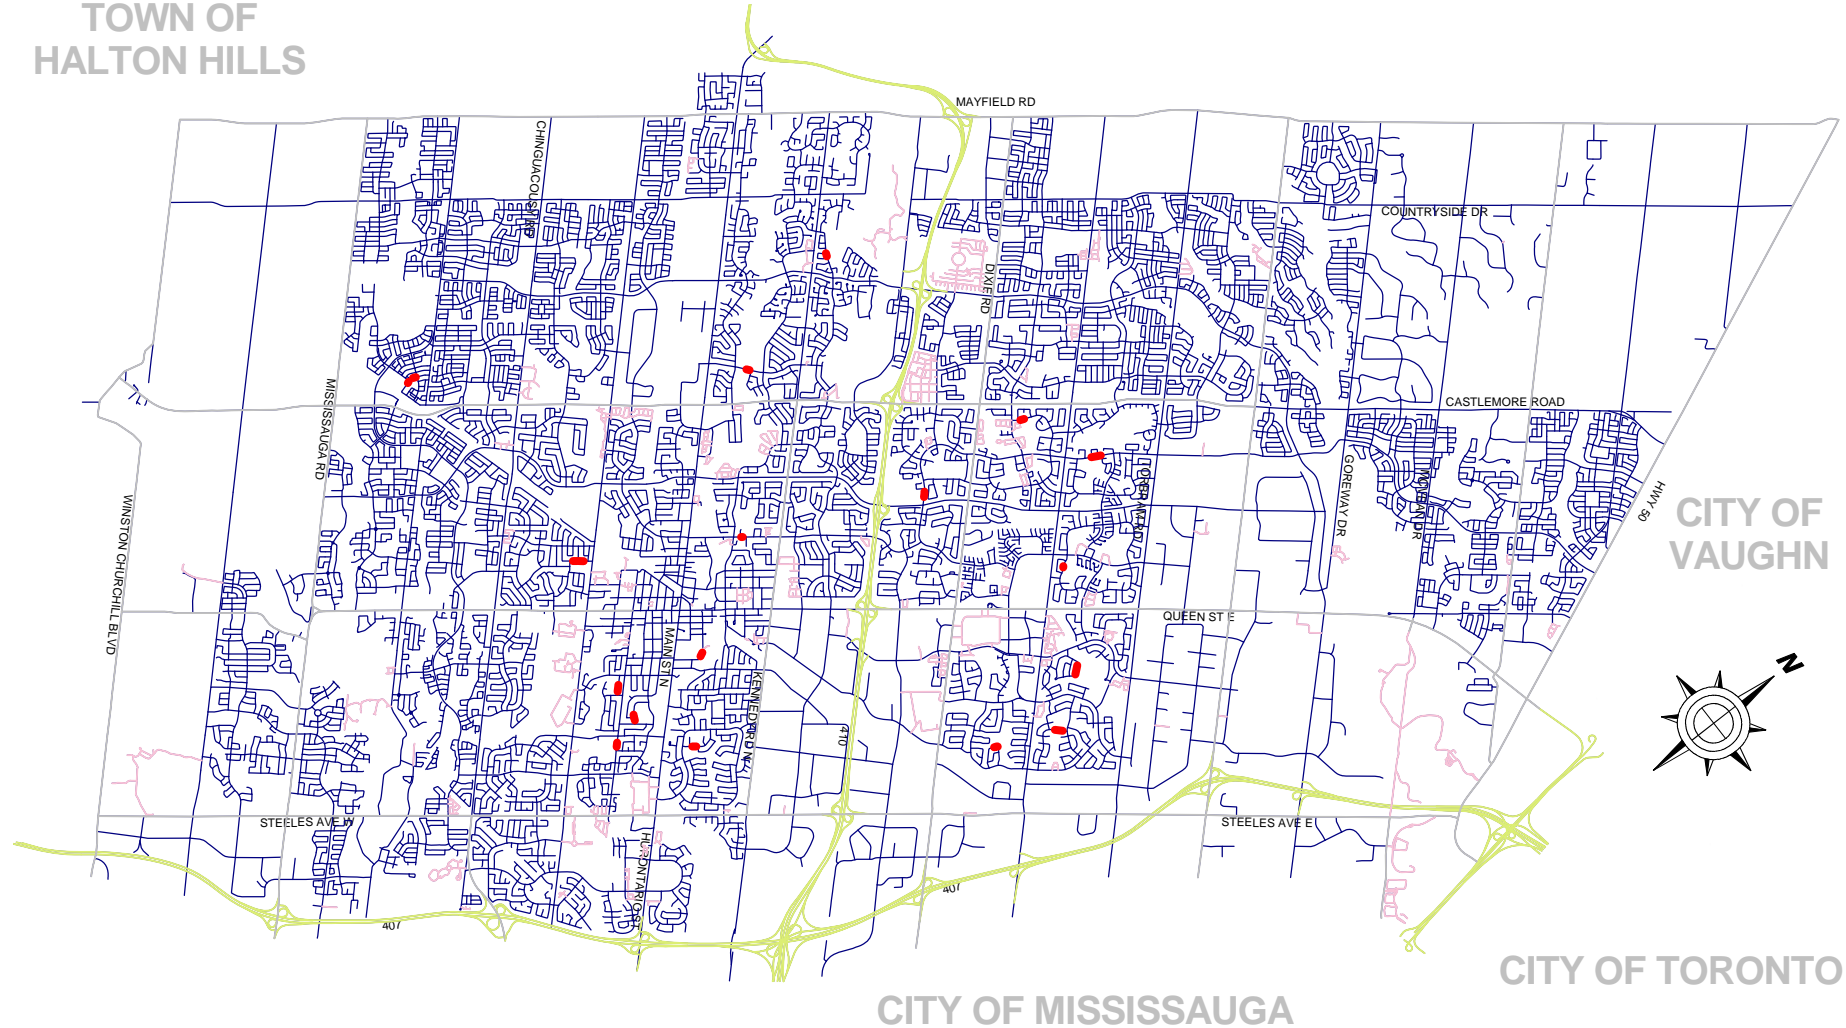 TOWN OF
HALTON HILLS
MAYFIELD RD
COUNTRYSIDE DR
DIXIE RD
MISSISSAUGA RD
CASTLEMORE ROAD
GOREWAY DR
HWY 50
CITY OF
VAUGHN
WINSTON CHURCHILL BLVD
QUEEN ST E
MAIN ST N
KENNEDY RD N
N
410
STEELES AVE W
STEELES AVE E
HURONTARIO ST
407
407
CITY OF TORONTO
CITY OF MISSISSAUGA